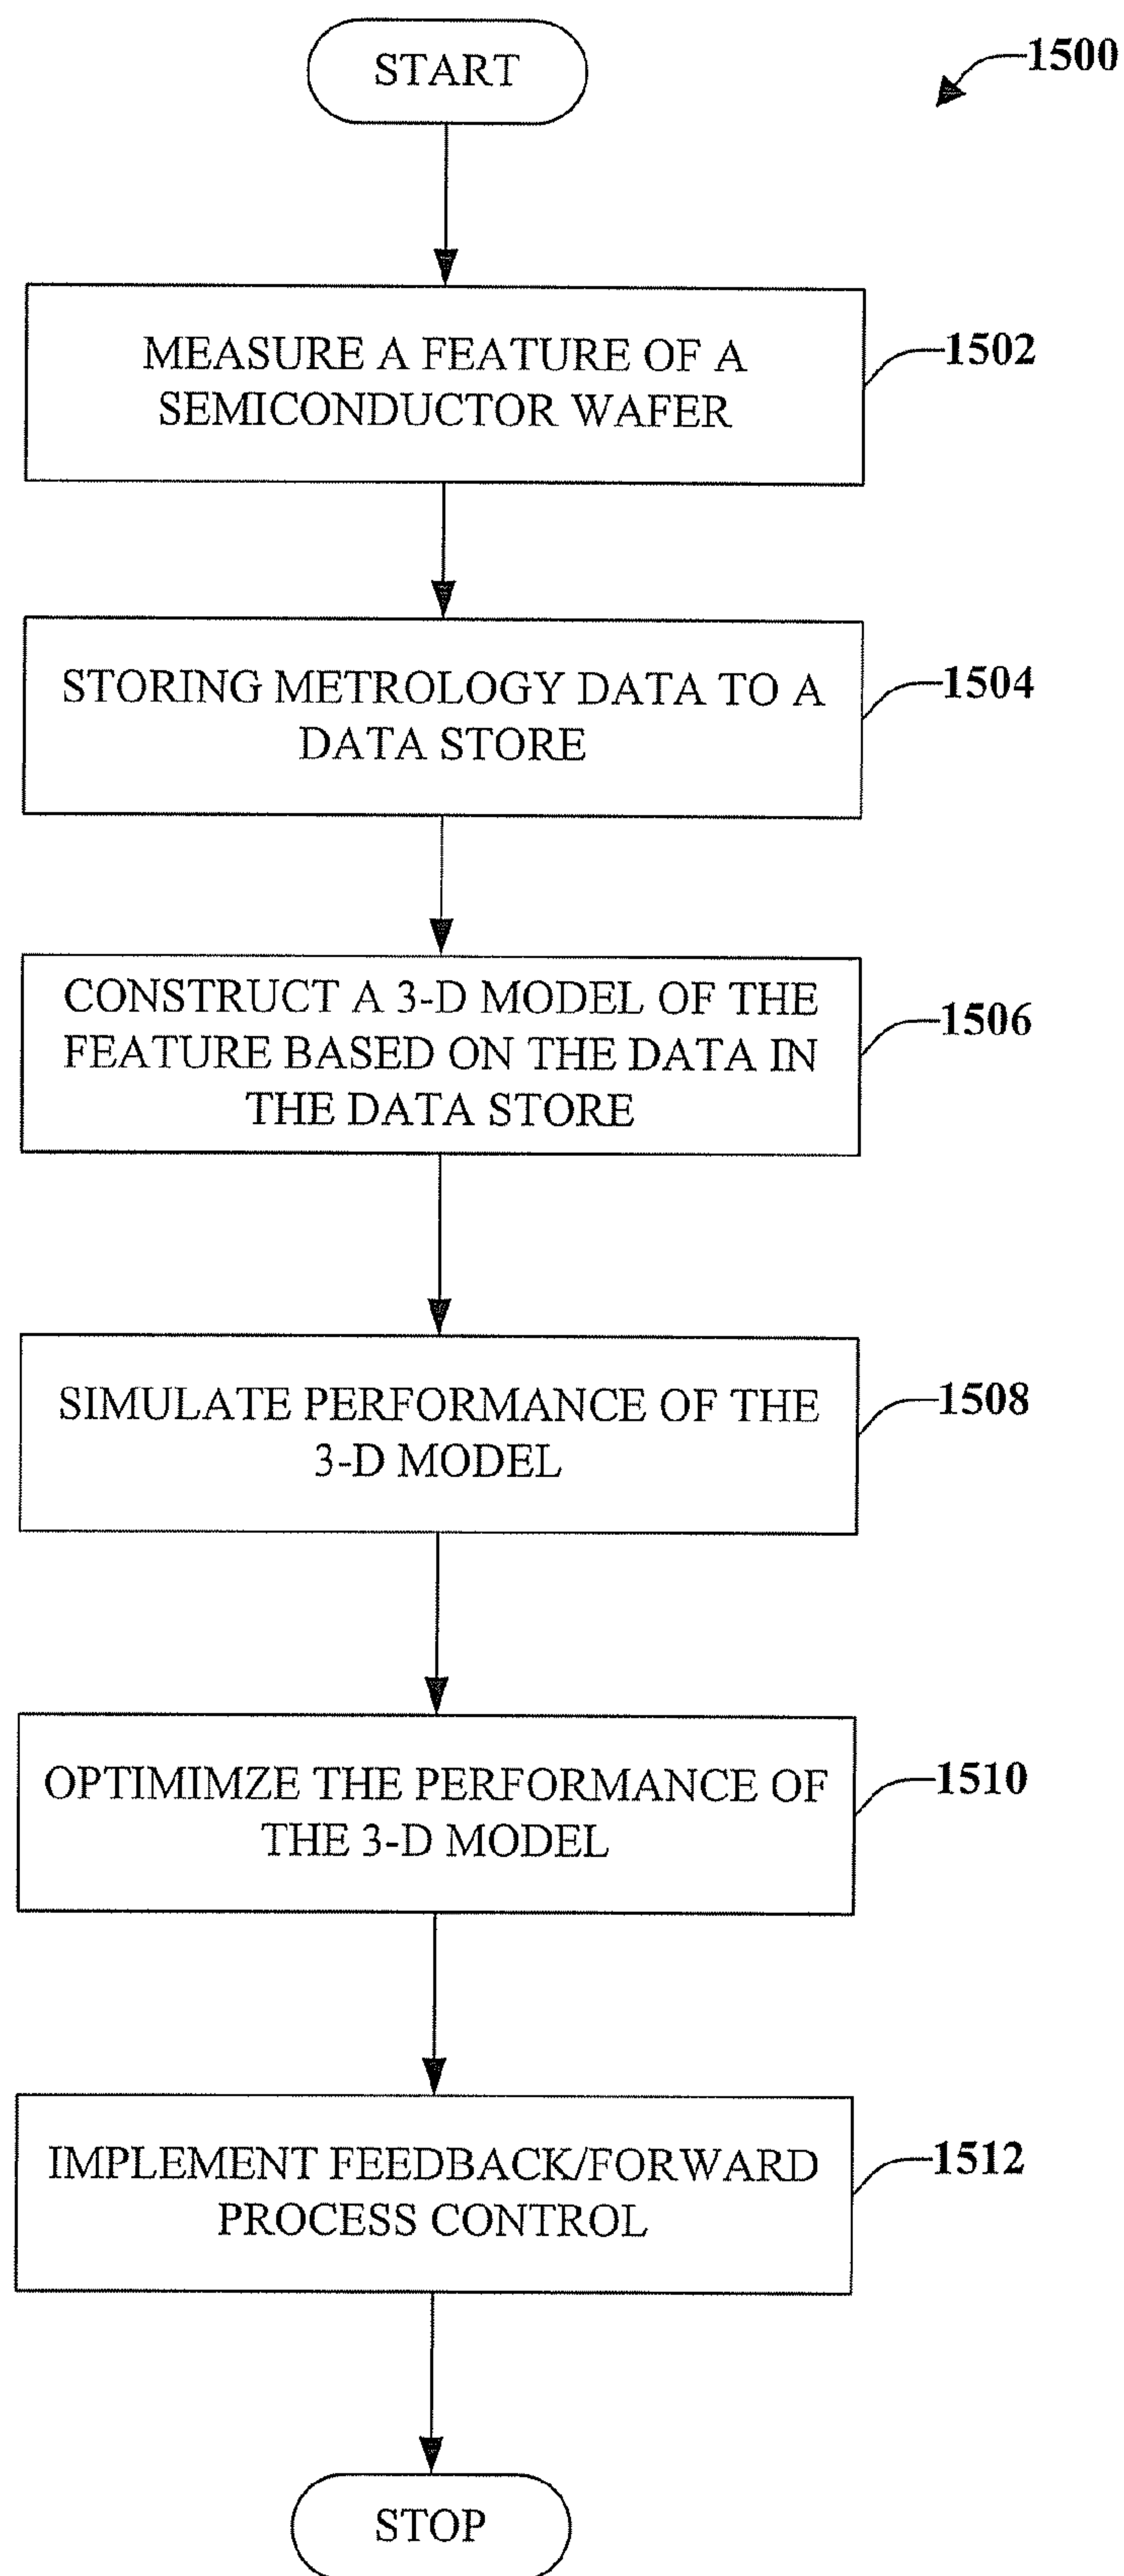 START
1500
MEASURE A FEATURE OF A
SEMICONDUCTOR WAFER
1502
STORING METROLOGY DATA TO A
DATA STORE
1504
CONSTRUCT A 3-D MODEL OF THE
FEATURE BASED ON THE DATA IN
THE DATA STORE
1506
SIMULATE PERFORMANCE OF THE
3-D MODEL
1508
OPTIMIMZE THE PERFORMANCE OF
THE 3-D MODEL
1510
IMPLEMENT FEEDBACK/FORWARD
PROCESS CONTROL
1512
STOP